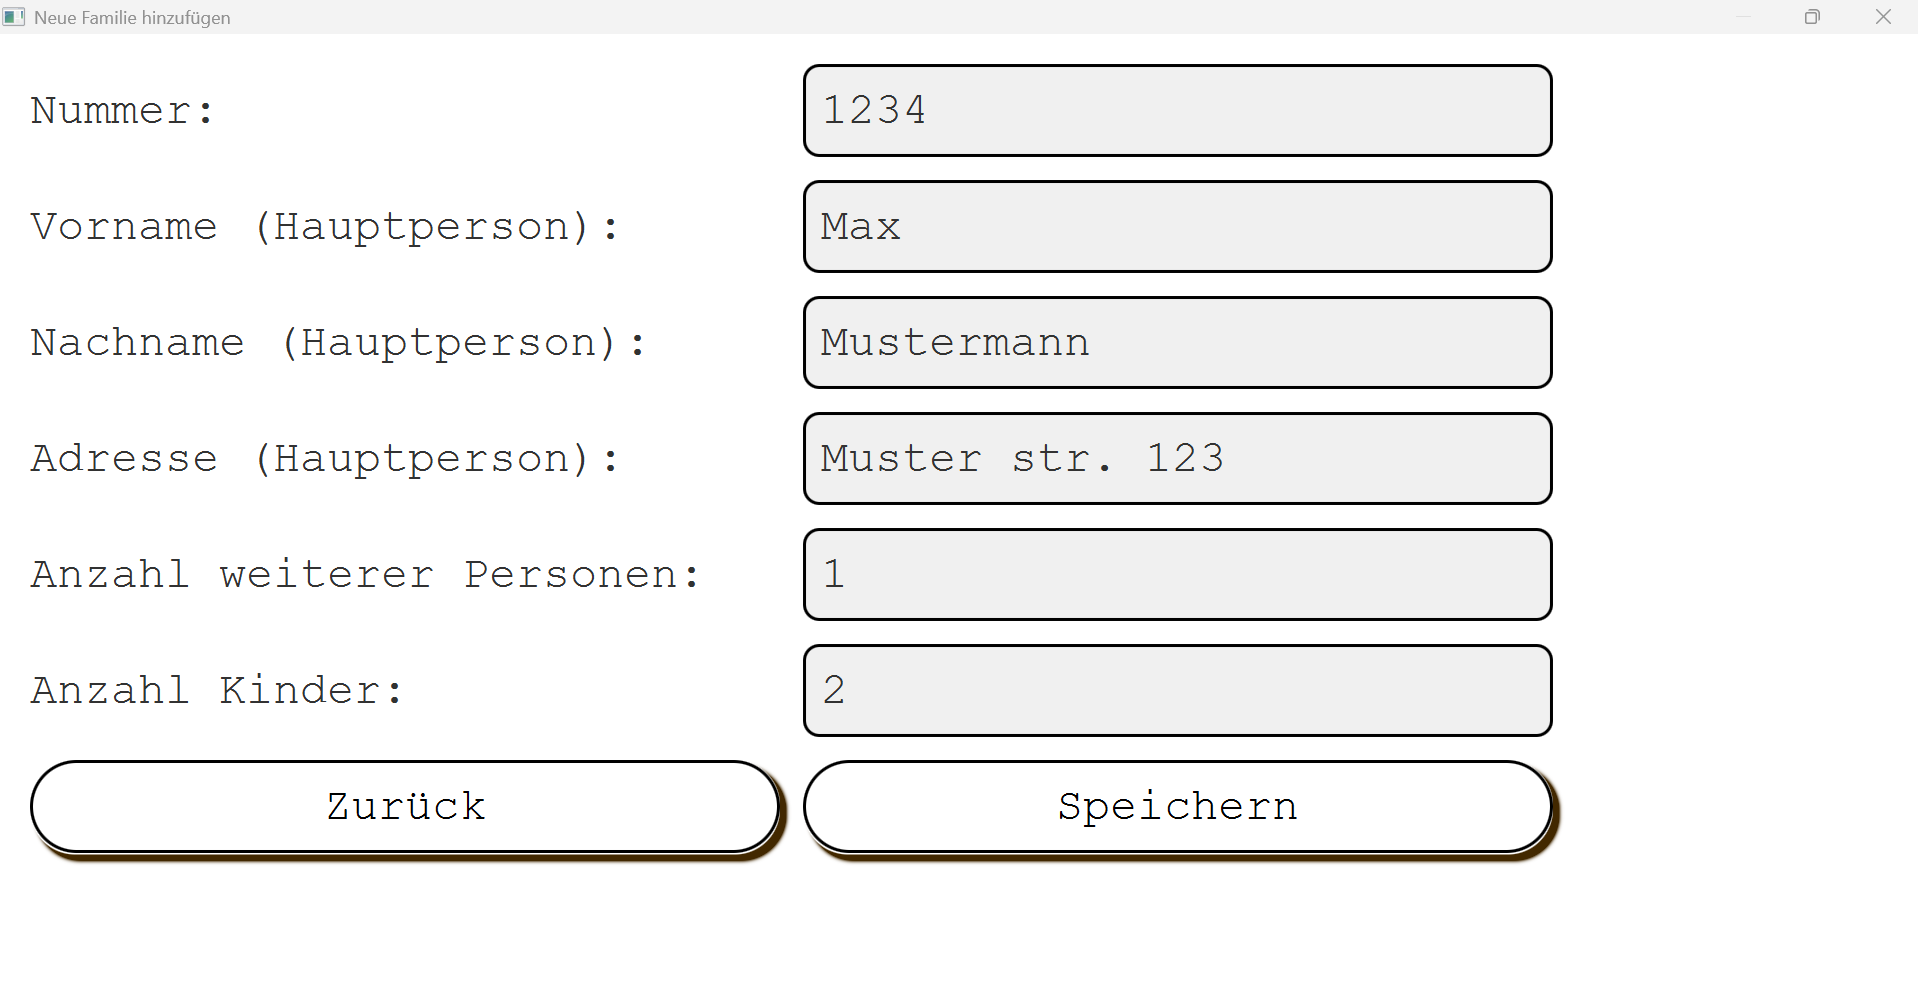 Neue Familie hinzufügen
Nummer: 1234
Vorname (Hauptperson): Max
Nachname (Hauptperson): Mustermann
Adresse (Hauptperson): Muster str. 123
Anzahl weiterer Personen: 1
Anzahl Kinder: 2
Zurück Speichern